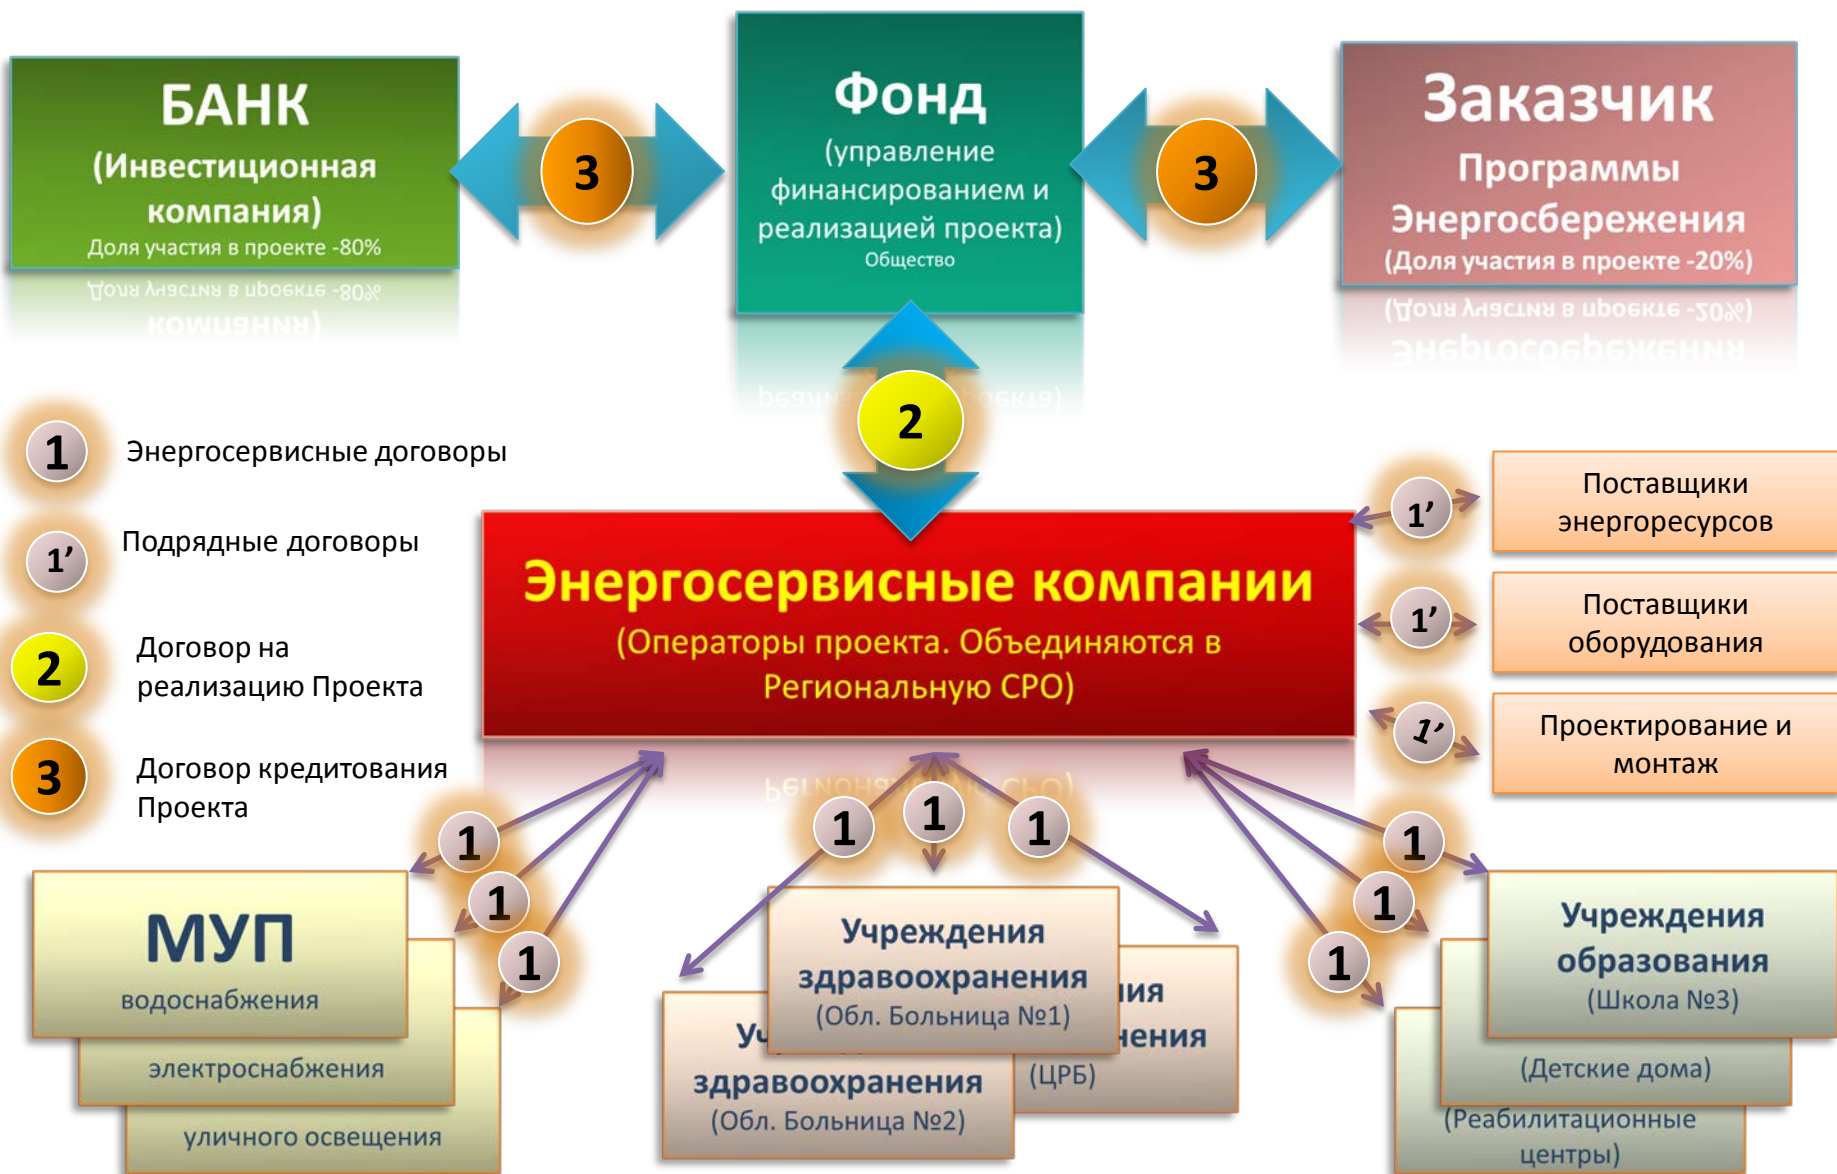 БАНК
(Инвестиционная
компания)
Доля участия в проекте -80%
3
Фонд
(управление
финансированием и
реализацией проекта)
Общество
3
Заказчик
Программы
Энергосбережения
(Доля участия в проекте -20%)
2
1
Энергосервисные договоры
1’
Подрядные договоры
2
Договор на
реализацию Проекта
3
Договор кредитования
Проекта
Энергосервисные компании
(Операторы проекта. Объединяются в
Региональную СРО)
1’
Поставщики
энергоресурсов
1’
Поставщики
оборудования
1’
Проектирование и
монтаж
1
1
1
1
1
1
1
1
1
МУП
водоснабжения
электроснабжения
уличного освещения
Учреждения
здравоохранения
(Обл. Больница №1)
здравоохранения
(Обл. Больница №2)
(ЦРБ)
Учреждения
образования
(Школа №3)
(Детские дома)
(Реабилитационные
центры)